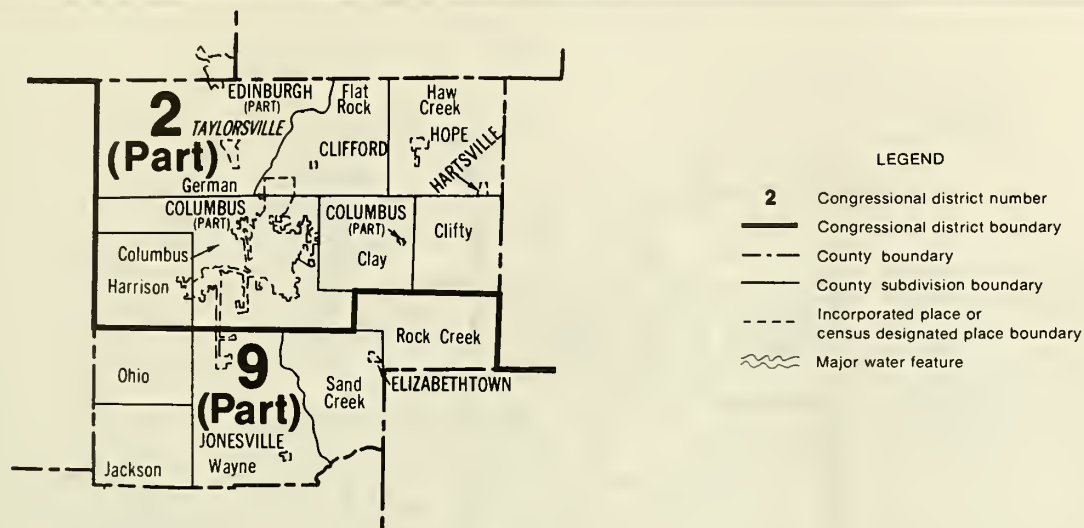 EDINBURGH
(PART)
Flat
Rock
Haw
Creek
2
(Part)
TAYLORSVILLE
HOPE
CLIFFORD
HARTSVILLE
German
COLUMBUS
(PART)
COLUMBUS
(PART)
Clifty
Columbus
Clay
Harrison
Rock Creek
9
(Part)
Ohio
Sand
Creek
ELIZABETHTOWN
JONESVILLE
Wayne
Jackson
LEGEND
2 Congressional district number
Congressional district boundary
County boundary
County subdivision boundary
Incorporated place or
census designated place boundary
Major water feature